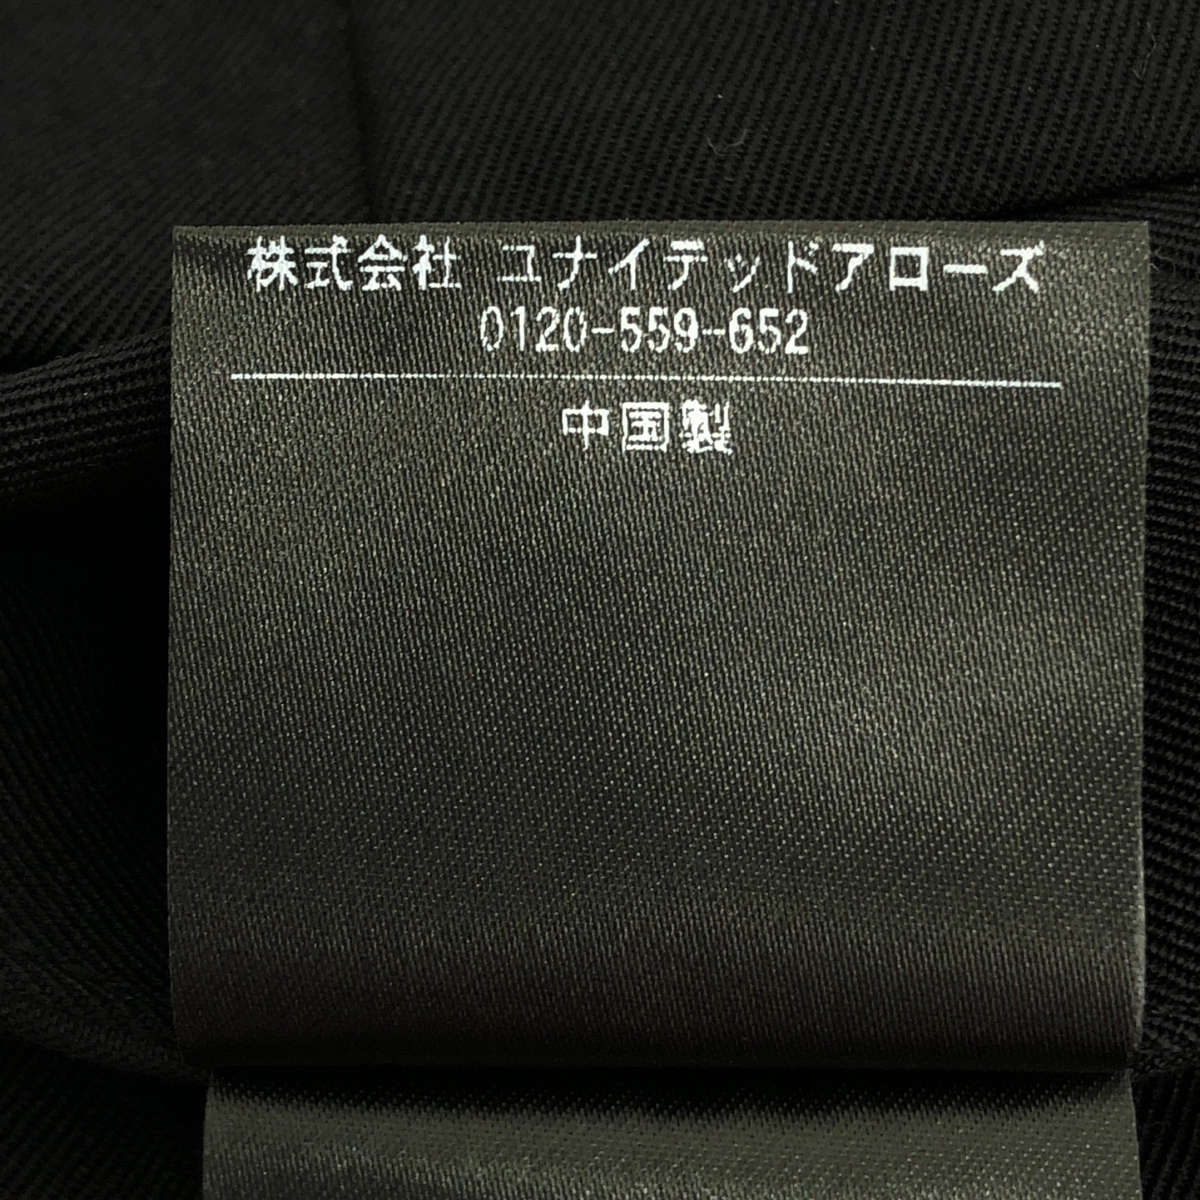 株式会社 ユナイテッドアローズ
0120-559-652
中国製